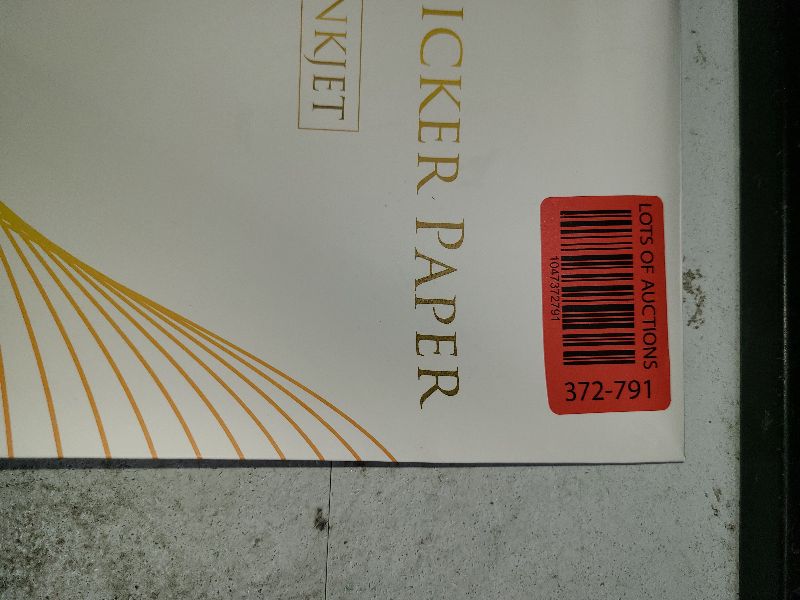 ICKER PAPER
NKJET
LOTS OF AUCTIONS
1047372791
372-791